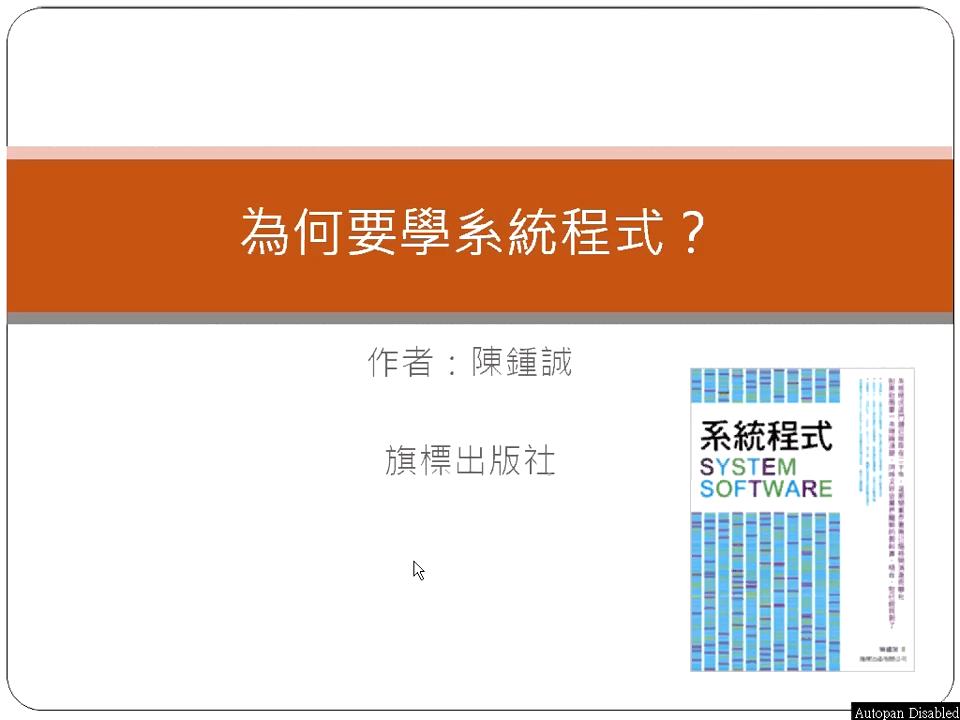 為何要學系統程式？
作者：陳鍾誠
旗標出版社
系統程式
SYSTEM
SOFTWARE
Autopan Disabled